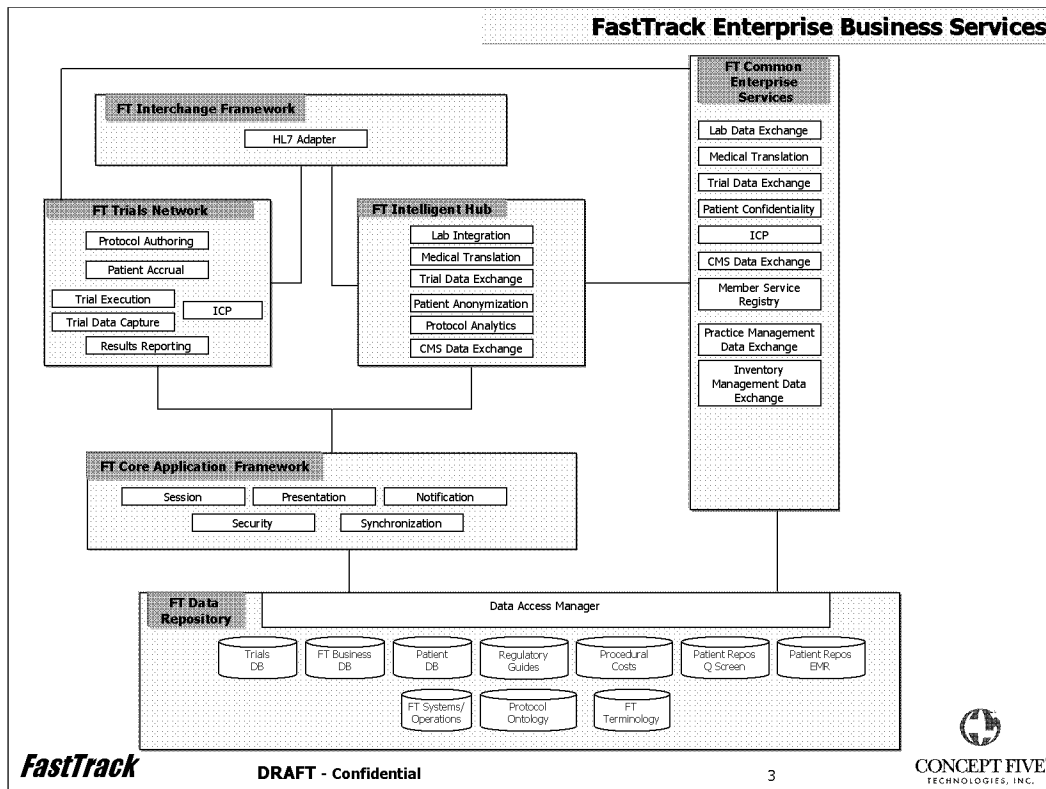 FastTrack Enterprise Business Services
FT Common
Enterprise
Services
Lab Data Exchange
Medical Translation
Trial Data Exchange
Patient Confidentiality
ICP
CMS Data Exchange
Member Service
Registry
Practice Management
Data Exchange
Inventory
Management Data
Exchange
FT Interchange Framework
HL7 Adapter
FT Trials Network
Protocol Authoring
Patient Accrual
Trial Execution
ICP
Trial Data Capture
Results Reporting
FT Intelligent Hub
Lab Integration
Medical Translation
Trial Data Exchange
Patient Anonymization
Protocol Analytics
CMS Data Exchange
FT Core Application Framework
Session
Presentation
Notification
Security
Synchronization
FT Data
Repository
Data Access Manager
Trials
DB
FT Business
DB
Patient
DB
Regulatory
Guides
Procedural
Costs
Patient Repos
Q Screen
Patient Repos
EMR
FT Systems/
Operations
Protocol
Ontology
FT
Terminology
FastTrack
DRAFT - Confidential
3
CONCEPT FIVE
TECHNOLOGIES, INC.